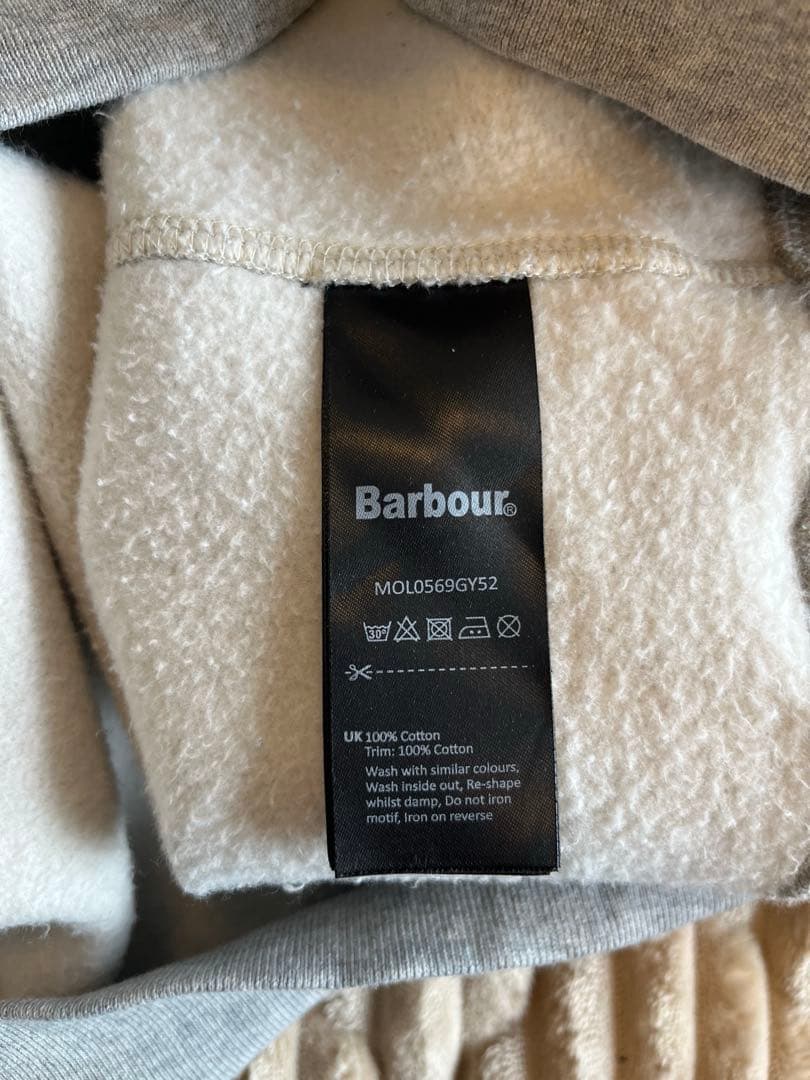 Barbour®
MOL0569GY52
30°
UK 100% Cotton
Trim: 100% Cotton
Wash with similar colours,
Wash inside out, Re-shape
whilst damp, Do not iron
motif, Iron on reverse